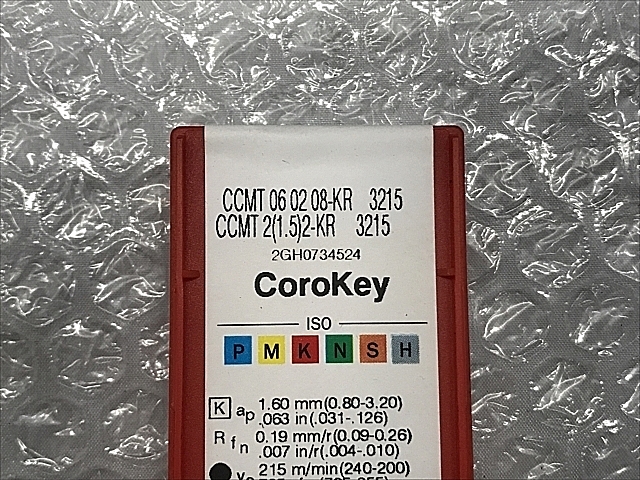 CCMT 06 02 08-KR 3215
CCMT 2(1.5)2-KR 3215
2GH0734524
CoroKey
ISO
P M K N S H
K ap 1.60 mm(0.80-3.20)
.063 in(.031-.126)
R fn 0.19 mm/r(0.09-0.26)
.007 in/r(.004-.010)
215 m/min(240-200)